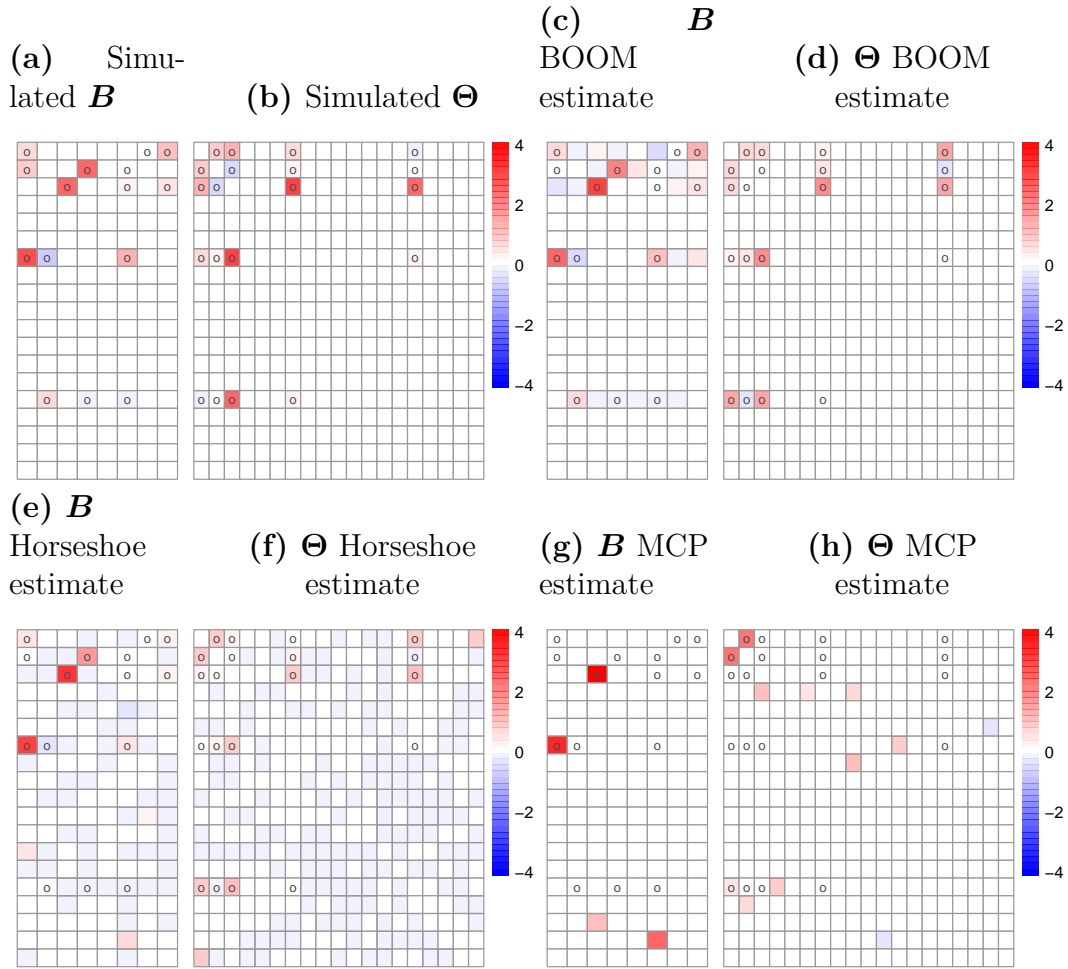 (a) Simu-
lated B
(b) Simulated Θ
(c) B
BOOM
estimate
(d) Θ BOOM
estimate
o o o
o o o
o o o
o o o
o o o
o o o o o
o o o o
o o o o o
o o o o
o o o o
4
2
0
−2
−4
o o o
o o o
o o o
o o o
o o o
o o o o o
o o o o o
o o o o
o o o o
o o o o
4
2
0
−2
−4
(e) B
Horseshoe
estimate
(f) Θ Horseshoe
estimate
(g) B MCP
estimate
(h) Θ MCP
estimate
o o o
o o o
o o o
o o o
o o o
o o o o
o o
o o o
o o o o
o o o o
4
2
0
−2
−4
o o o
o o o
o o o
o o o
o o o
o o o
o o o
o o o o
o o o o
o o o o
4
2
0
−2
−4